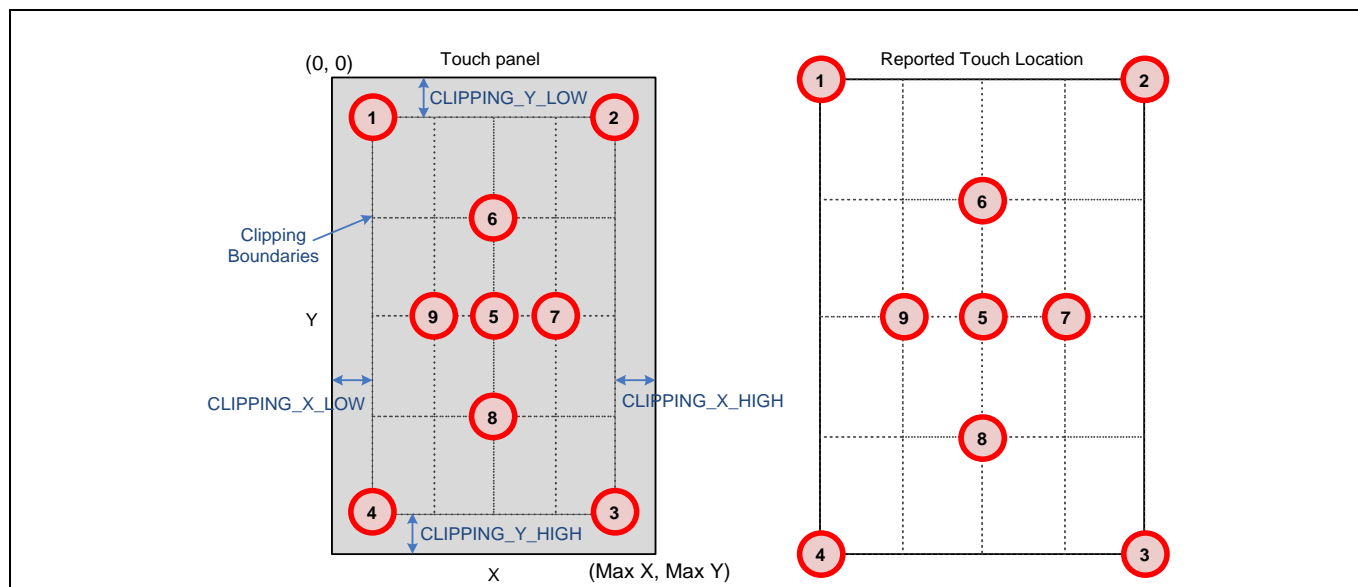 Touch panel
Reported Touch Location
(0, 0)
CLIPPING_Y_LOW
1
2
1
2
6
6
Clipping
Boundaries
Y
9
5
7
9
5
7
CLIPPING_X_LOW
CLIPPING_X_HIGH
8
8
4
3
CLIPPING_Y_HIGH
4
3
X
(Max X, Max Y)